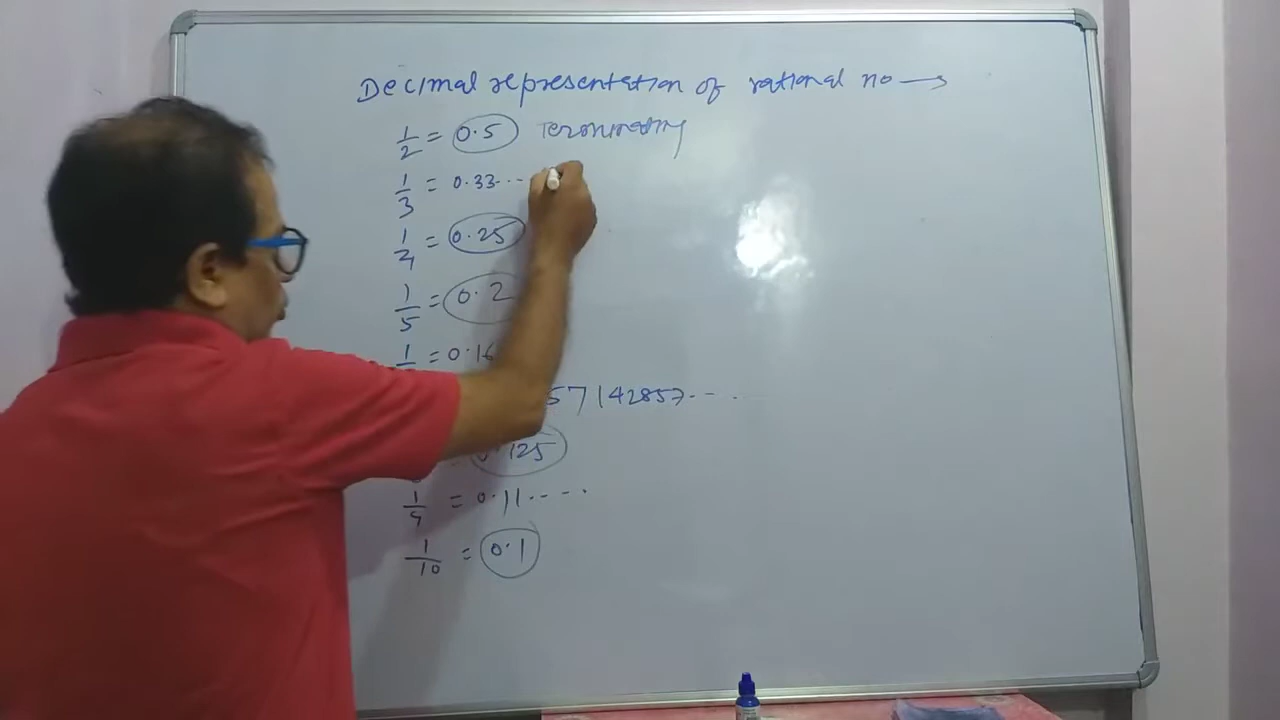 Decimal representation of rational no →
1/2 = 0.5 Terminating
1/3 = 0.33...
1/4 = 0.25
1/5 = 0.2
1/ = 0.16
57142857.....
0.125
1/9 = 0.11.....
1/10 = 0.1